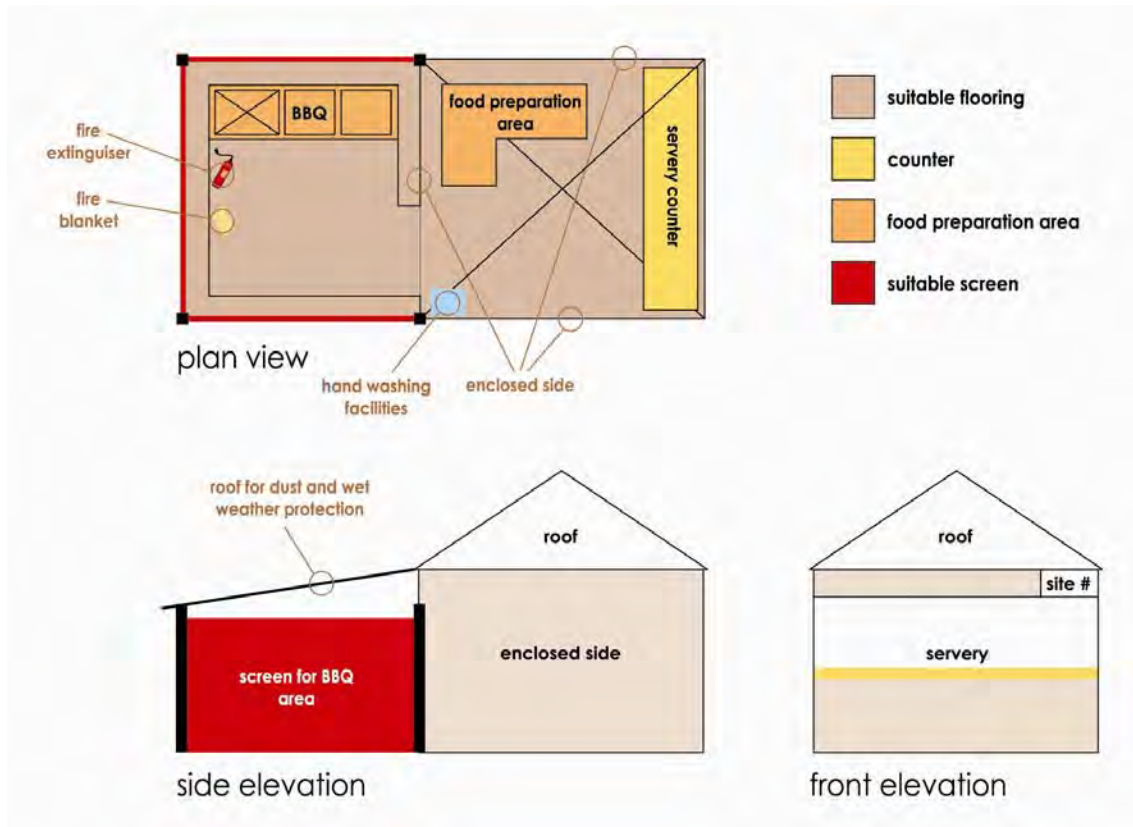 BBQ
food preparation
area
servery counter
fire
extinguiser
fire
blanket
plan view
hand washing
facilities
enclosed side
suitable flooring
counter
food preparation area
suitable screen
roof for dust and wet
weather protection
roof
enclosed side
screen for BBQ
area
side elevation
roof
site #
servery
front elevation